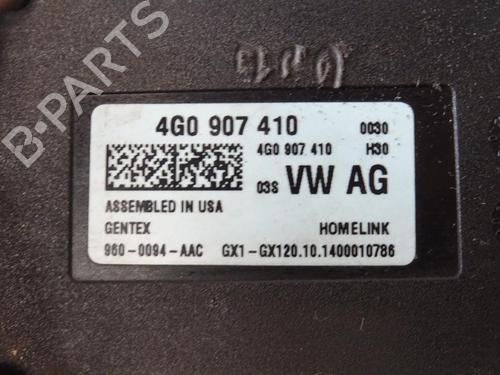 4G0 907 410 0030
4G0 907 410 H30
03S VW AG
ASSEMBLED IN USA
GENTEX HOMELINK
960-0094-AAC GX1-GX120.10.1400010786
B-PARTS